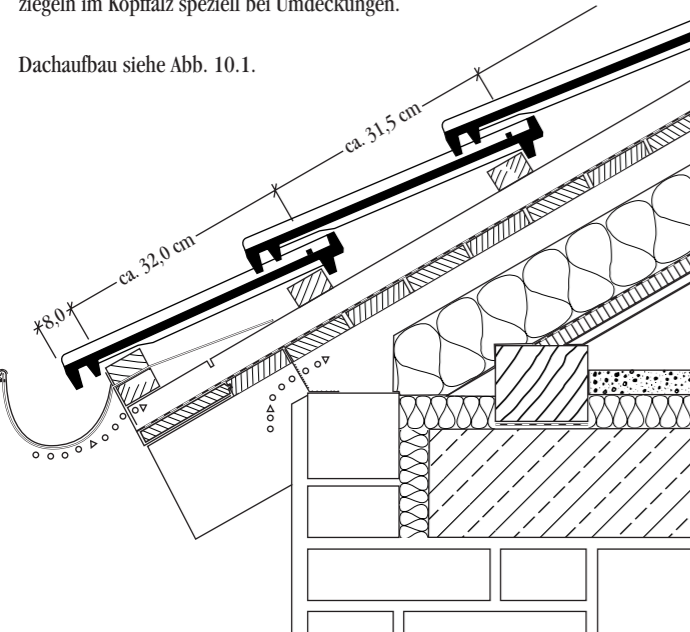 ziegeln im Kopffalz speziell bei Umdeckungen.
Dachaufbau siehe Abb. 10.1.
ca. 31,5 cm
ca. 32,0 cm
8,0